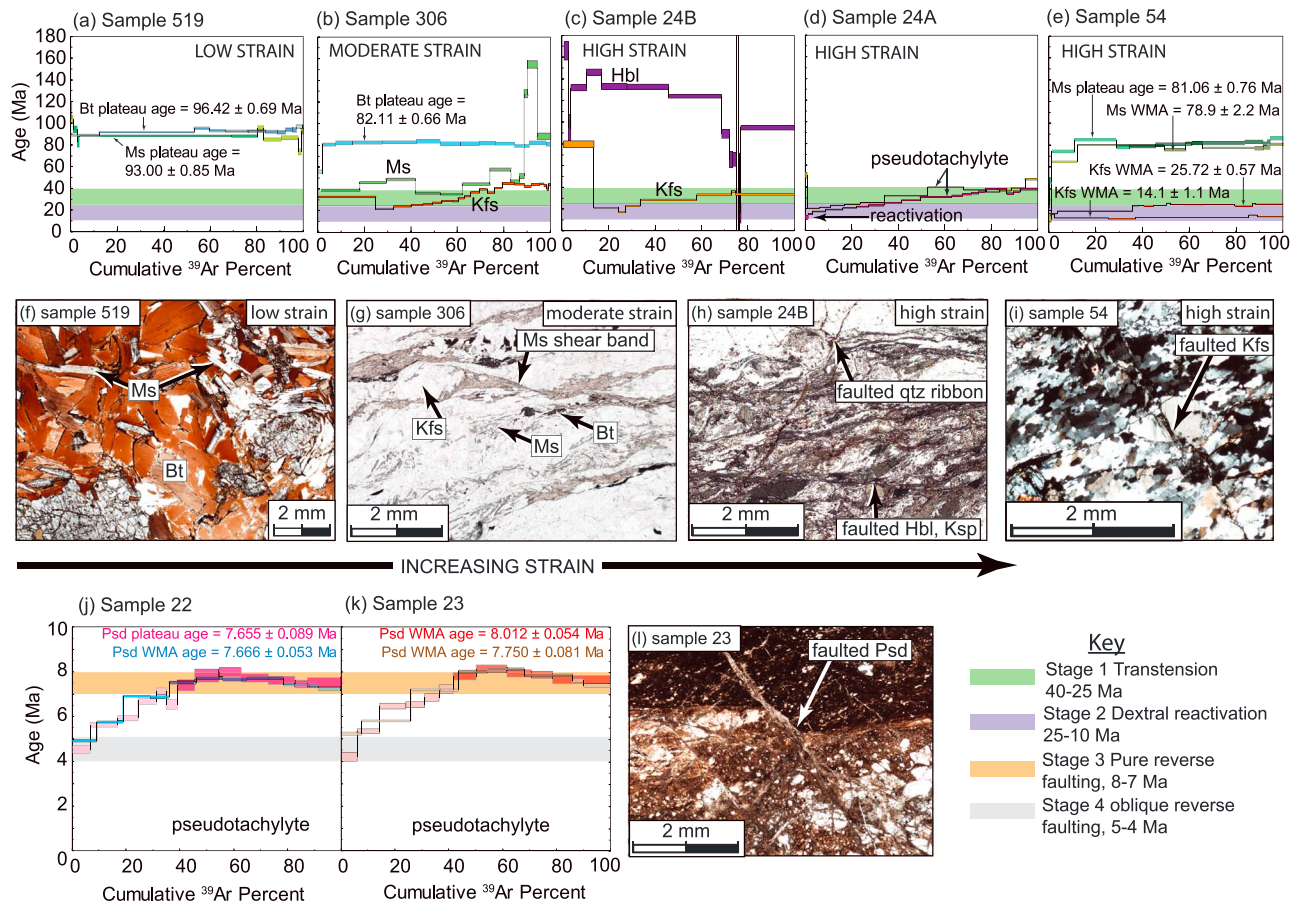 (a) Sample 519
(b) Sample 306
(c) Sample 24B
(d) Sample 24A
(e) Sample 54
Age (Ma)
180
160
140
120
100
80
60
40
20
0
LOW STRAIN
Bt plateau age = 96.42 ± 0.69 Ma
Ms plateau
age =
93.00 ± 0.85 Ma
0 20 40 60 80 100
Cumulative ³⁹Ar Percent
MODERATE STRAIN
Bt plateau age =
82.11 ± 0.66 Ma
Ms
Kfs
0 20 40 60 80 100
Cumulative ³⁹Ar Percent
HIGH STRAIN
Hbl
Kfs
0 20 40 60 80 100
Cumulative ³⁹Ar Percent
HIGH STRAIN
pseudotachylyte
reactivation
0 20 40 60 80 100
Cumulative ³⁹Ar Percent
HIGH STRAIN
Ms plateau age = 81.06 ± 0.76 Ma
Ms WMA = 78.9 ± 2.2 Ma
Kfs WMA = 25.72 ± 0.57 Ma
Kfs WMA = 14.1 ± 1.1 Ma
0 20 40 60 80 100
Cumulative ³⁹Ar Percent
(f) sample 519
low strain
Ms
Bt
2 mm
(g) sample 306
moderate strain
Ms shear band
Kfs
Ms
Bt
2 mm
(h) sample 24B
high strain
faulted qtz ribbon
faulted Hbl, Ksp
2 mm
(i) sample 54
high strain
faulted Kfs
2 mm
INCREASING STRAIN
(j) Sample 22
(k) Sample 23
Age (Ma)
10
8
6
4
2
0
Psd plateau age = 7.655 ± 0.089 Ma
Psd WMA age = 7.666 ± 0.053 Ma
pseudotachylyte
0 20 40 60 80
Cumulative ³⁹Ar Percent
Psd WMA age = 8.012 ± 0.054 Ma
Psd WMA age = 7.750 ± 0.081 Ma
pseudotachylyte
0 20 40 60 80 100
Cumulative ³⁹Ar Percent
(l) sample 23
faulted Psd
2 mm
Key
Stage 1 Transtension
40-25 Ma
Stage 2 Dextral reactivation
25-10 Ma
Stage 3 Pure reverse
faulting, 8-7 Ma
Stage 4 oblique reverse
faulting, 5-4 Ma